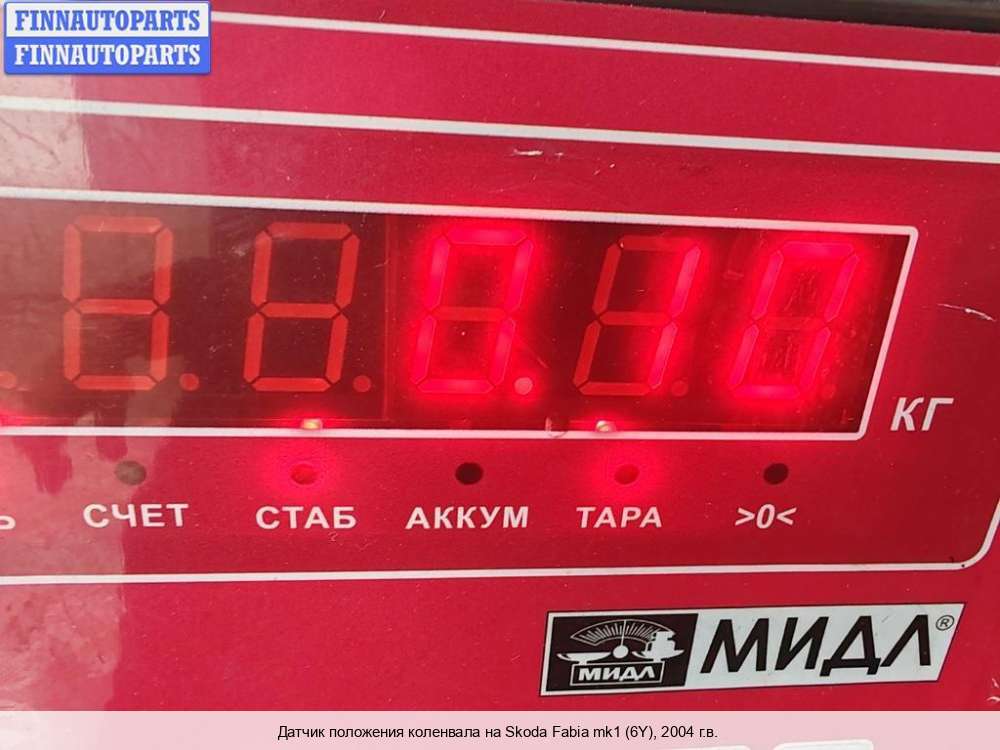 FINNAUTOPARTS
FINNAUTOPARTS
0.10
КГ
СЧЕТ СТАБ АККУМ ТАРА >0<
МИДЛ МИДЛ®
Датчик положения коленвала на Skoda Fabia mk1 (6Y), 2004 г.в.